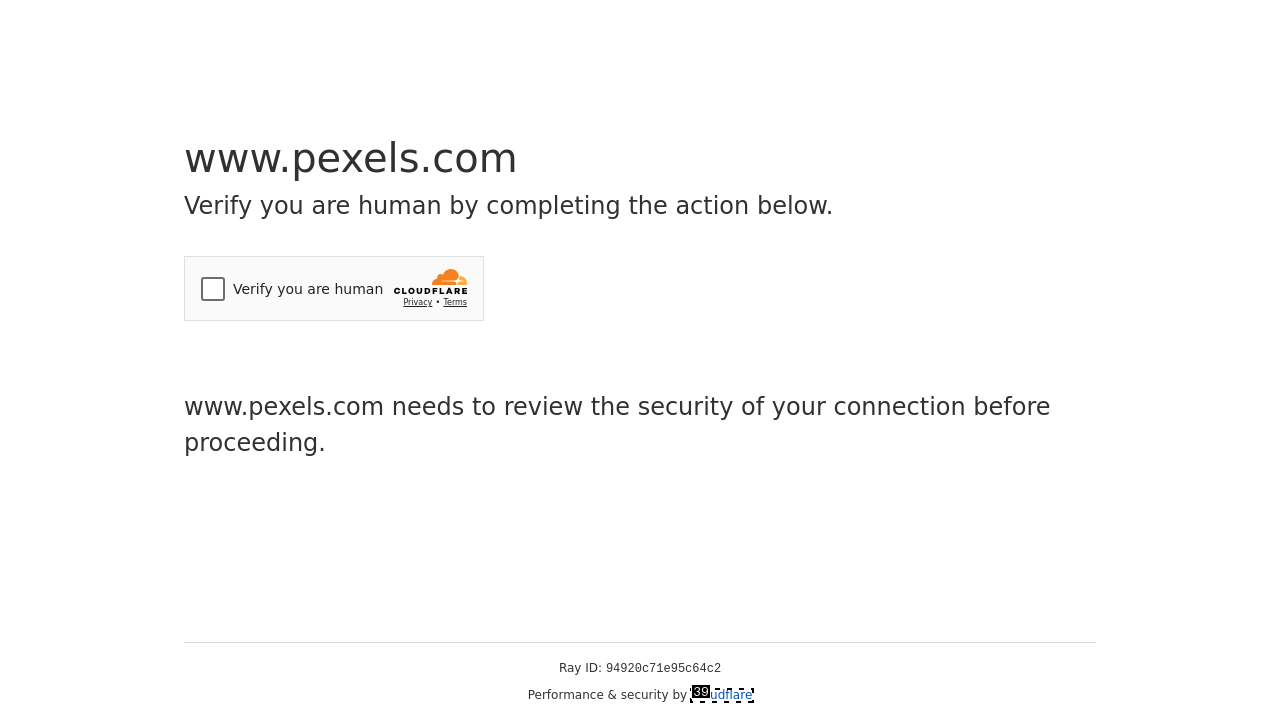 www.pexels.com
Verify you are human by completing the action below.
Verify you are human
CLOUDFLARE
Privacy • Terms
www.pexels.com needs to review the security of your connection before
proceeding.
Ray ID: 94920c71e95c64c2
Performance & security by 39udflare